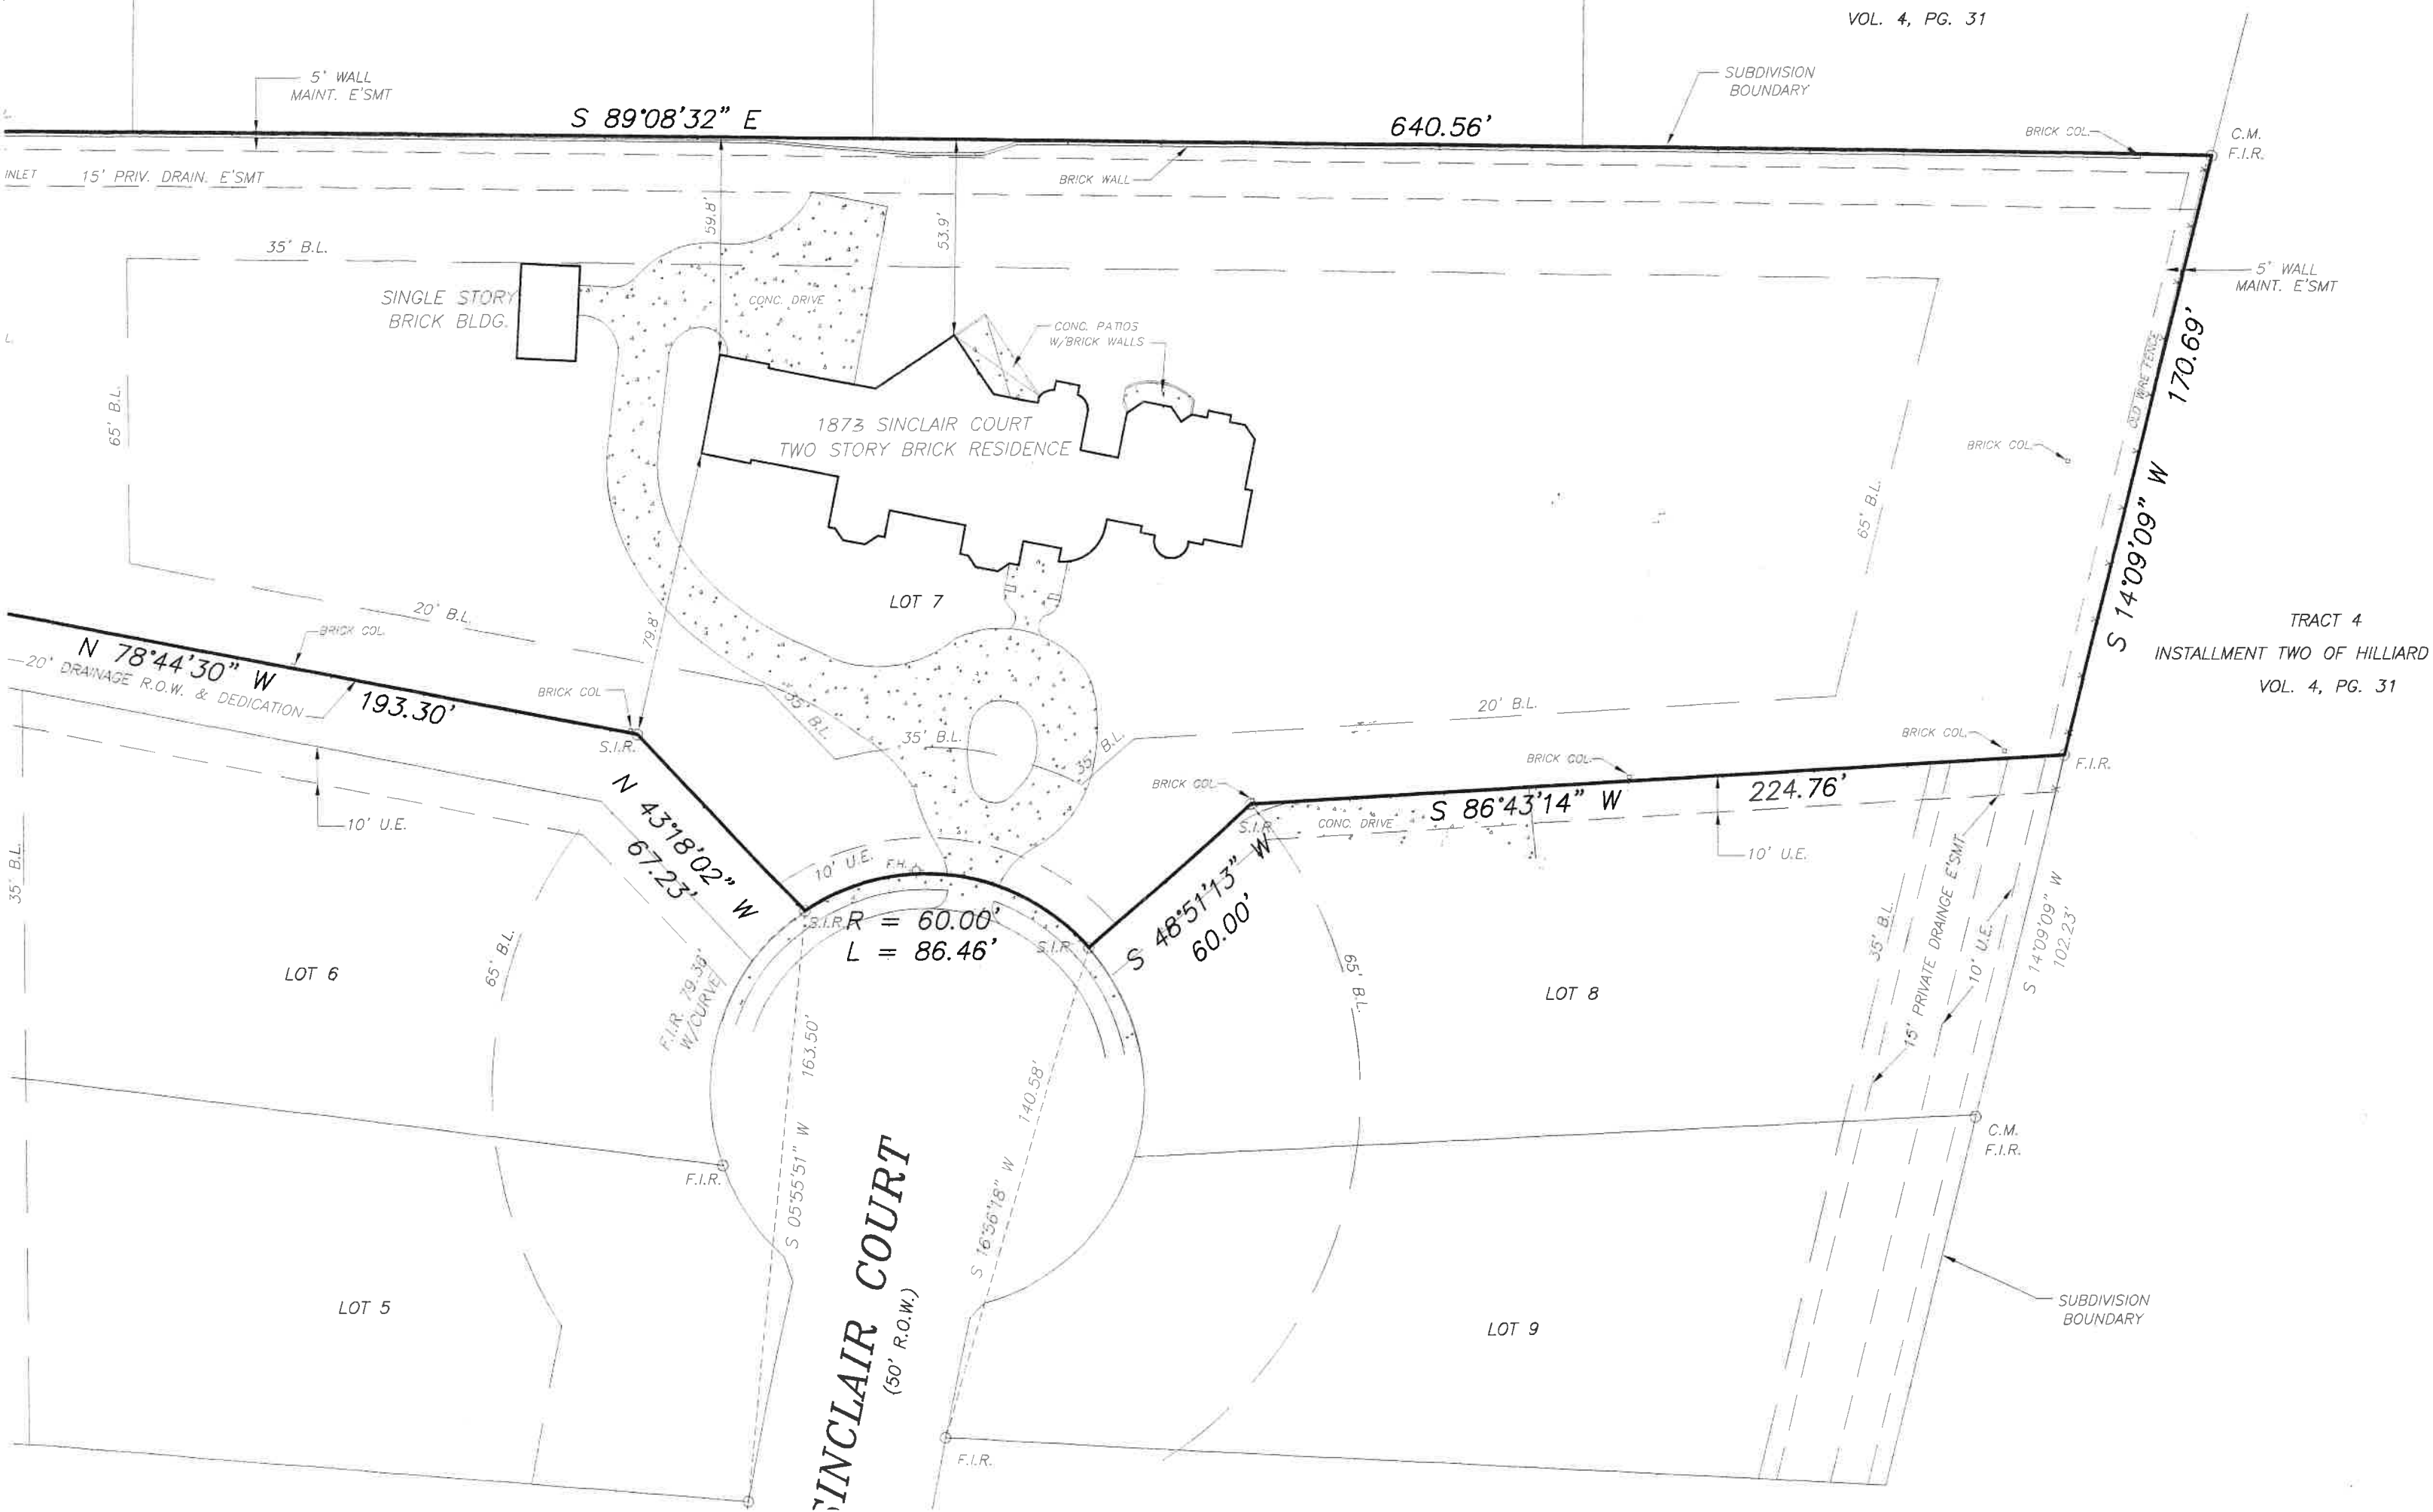 VOL. 4, PG. 31
5' WALL
MAINT. E'SMT
SUBDIVISION
BOUNDARY
S 89°08'32" E
640.56'
BRICK COL.
C.M.
F.I.R.
INLET
15' PRIV. DRAIN. E'SMT
BRICK WALL
59.8'
53.9'
35' B.L.
5' WALL
MAINT. E'SMT
SINGLE STORY
BRICK BLDG.
CONC. DRIVE
CONC. PATIOS
W/BRICK WALLS
OLD WIRE FENCE
170.69'
65' B.L.
1873 SINCLAIR COURT
TWO STORY BRICK RESIDENCE
BRICK COL.
65' B.L.
S 14°09'09" W
20' B.L.
LOT 7
BRICK COL.
79.8'
TRACT 4
INSTALLMENT TWO OF HILLIARD
VOL. 4, PG. 31
N 78°44'30" W
193.30'
20' DRAINAGE R.O.W. & DEDICATION
BRICK COL
S.I.R.
35' B.L.
35' B.L.
35' B.L.
20' B.L.
BRICK COL.
BRICK COL.
BRICK COL.
F.I.R.
S 86°43'14" W
224.76'
S.I.R.
CONC. DRIVE
10' U.E.
10' U.E.
N 43°18'02" W
67.23'
10' U.E.
F.H.
35' B.L.
S.I.R.
R = 60.00'
L = 86.46'
S.I.R.
S 48°51'13" W
60.00'
35' B.L.
15' PRIVATE DRAINGE E'SMT.
10' U.E.
S 14°09'09" W
102.23'
LOT 6
65' B.L.
F.I.R. 79.36'
W/CURVE
65' B.L.
LOT 8
163.50'
S 05°55'51" W
140.58'
S 16°56'18" W
C.M.
F.I.R.
F.I.R.
SINCLAIR COURT
(50' R.O.W.)
LOT 5
LOT 9
SUBDIVISION
BOUNDARY
F.I.R.